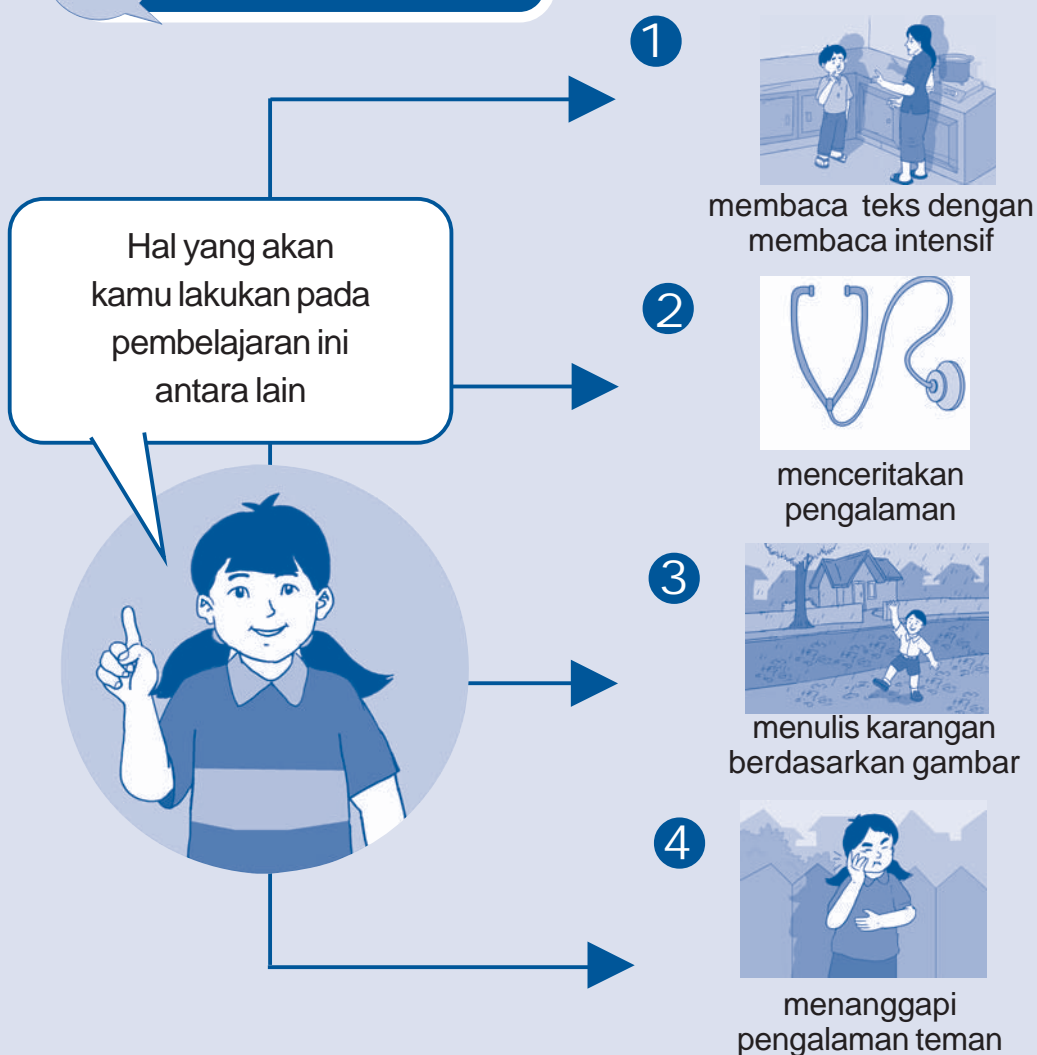 Hal yang akan
kamu lakukan pada
pembelajaran ini
antara lain
1
membaca teks dengan
membaca intensif
2
menceritakan
pengalaman
3
menulis karangan
berdasarkan gambar
4
menanggapi
pengalaman teman